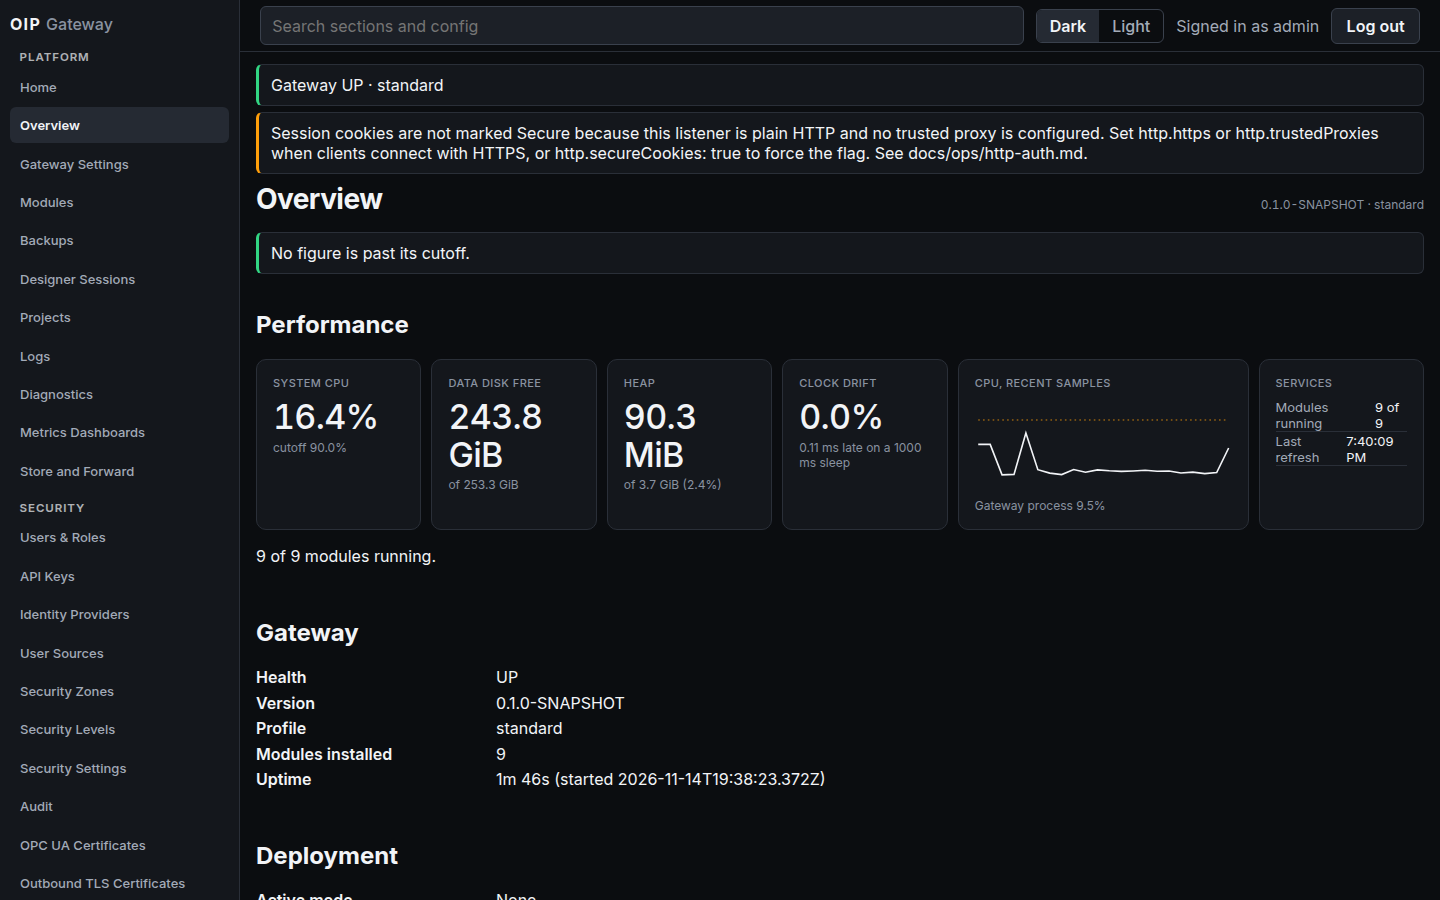 OIP Gateway
PLATFORM
Home
Overview
Gateway Settings
Modules
Backups
Designer Sessions
Projects
Logs
Diagnostics
Metrics Dashboards
Store and Forward
SECURITY
Users & Roles
API Keys
Identity Providers
User Sources
Security Zones
Security Levels
Security Settings
Audit
OPC UA Certificates
Outbound TLS Certificates
Search sections and config
Dark
Light
Signed in as admin
Log out
Gateway UP · standard
Session cookies are not marked Secure because this listener is plain HTTP and no trusted proxy is configured. Set http.https or http.trustedProxies
when clients connect with HTTPS, or http.secureCookies: true to force the flag. See docs/ops/http-auth.md.
Overview
0.1.0-SNAPSHOT · standard
No figure is past its cutoff.
Performance
SYSTEM CPU
16.4%
cutoff 90.0%
DATA DISK FREE
243.8
GiB
of 253.3 GiB
HEAP
90.3
MiB
of 3.7 GiB (2.4%)
CLOCK DRIFT
0.0%
0.11 ms late on a 1000
ms sleep
CPU, RECENT SAMPLES
Gateway process 9.5%
SERVICES
Modules running
9 of 9
Last refresh
7:40:09 PM
9 of 9 modules running.
Gateway
Health UP
Version 0.1.0-SNAPSHOT
Profile standard
Modules installed 9
Uptime 1m 46s (started 2026-11-14T19:38:23.372Z)
Deployment
Active mode None